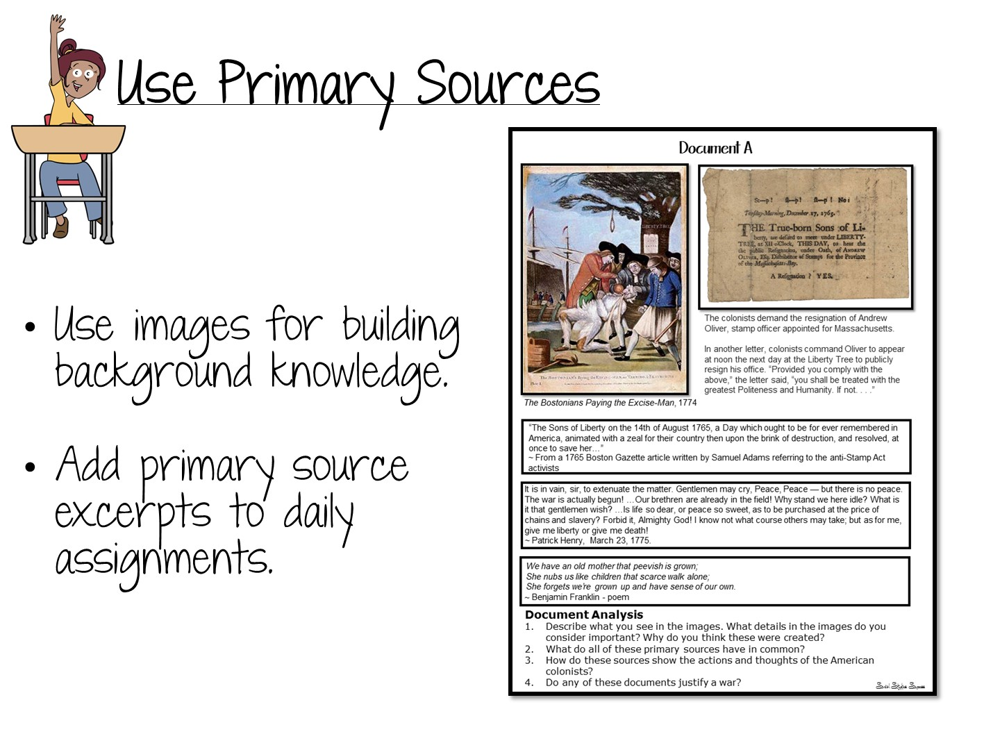 Use Primary Sources
• Use images for building
background knowledge.
• Add primary source
excerpts to daily
assignments.
Document A
LIBERTY TREE
The BOSTONIAN'S Paying the EXCISE-MAN, or TARRING & FEATHERING
Plate I.
The Bostonians Paying the Excise-Man, 1774
St—p! St—p! St—p! No:
Tuesday-Morning, December 17, 1765.
THE True-born Sons of Li-
berty, are desired to meet under LIBERTY-
TREE, at XII o'Clock, THIS DAY, to hear the
the public Resignation, under Oath, of ANDREW
OLIVER, Esq; Distributor of Stamps for the Province
of the Massachusetts-Bay.
A Resignation? YES.
The colonists demand the resignation of Andrew
Oliver, stamp officer appointed for Massachusetts.
In another letter, colonists command Oliver to appear
at noon the next day at the Liberty Tree to publicly
resign his office. “Provided you comply with the
above,” the letter said, “you shall be treated with the
greatest Politeness and Humanity. If not. . . .”
“The Sons of Liberty on the 14th of August 1765, a Day which ought to be for ever remembered in
America, animated with a zeal for their country then upon the brink of destruction, and resolved, at
once to save her…”
~ From a 1765 Boston Gazette article written by Samuel Adams referring to the anti-Stamp Act
activists
It is in vain, sir, to extenuate the matter. Gentlemen may cry, Peace, Peace — but there is no peace.
The war is actually begun! …Our brethren are already in the field! Why stand we here idle? What is
it that gentlemen wish? …Is life so dear, or peace so sweet, as to be purchased at the price of
chains and slavery? Forbid it, Almighty God! I know not what course others may take; but as for me,
give me liberty or give me death!
~ Patrick Henry, March 23, 1775.
We have an old mother that peevish is grown;
She nubs us like children that scarce walk alone;
She forgets we're grown up and have sense of our own.
~ Benjamin Franklin - poem
Document Analysis
1. Describe what you see in the images. What details in the images do you
consider important? Why do you think these were created?
2. What do all of these primary sources have in common?
3. How do these sources show the actions and thoughts of the American
colonists?
4. Do any of these documents justify a war?